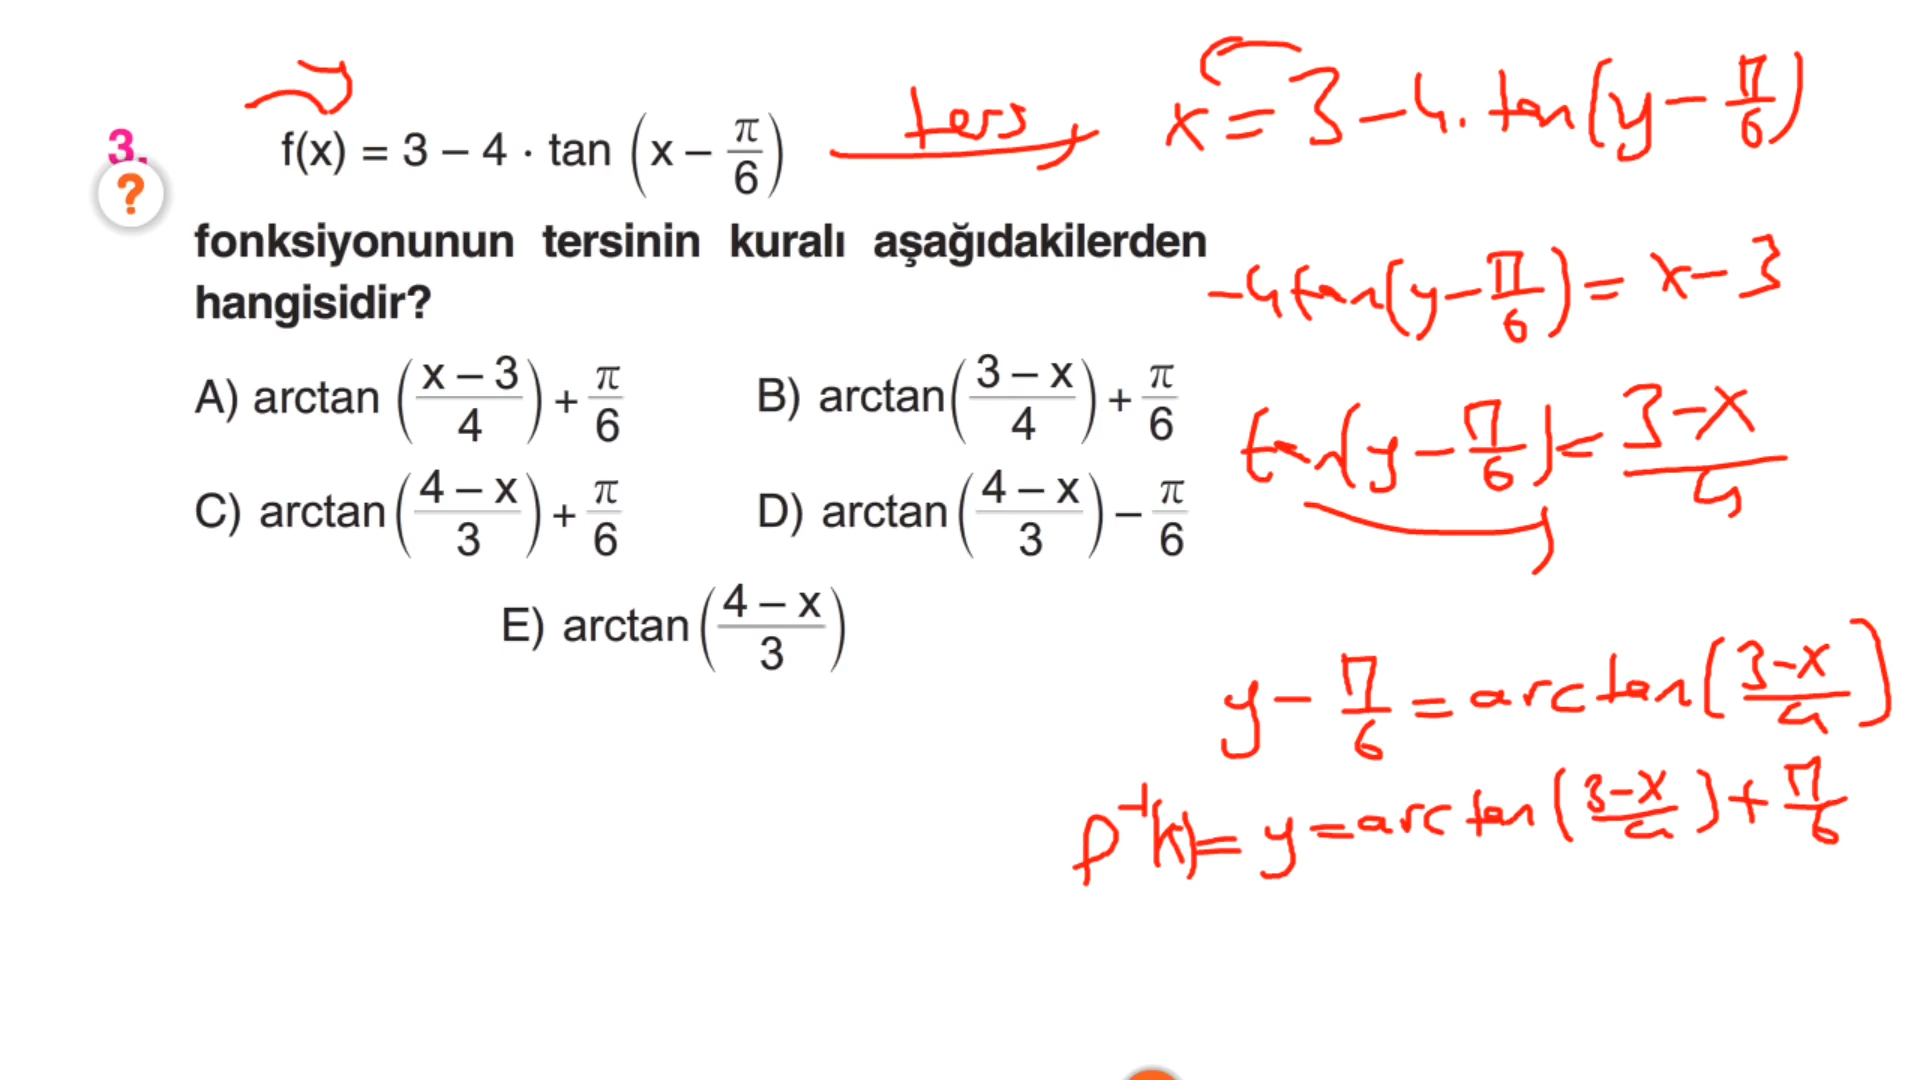 3.
?
f(x) = 3 – 4 · tan (x – π/6)
ters
x = 3 – 4. tan(y – π/6)
fonksiyonunun tersinin kuralı aşağıdakilerden
hangisidir?
-4tan(y – π/6) = x – 3
A) arctan ((x – 3)/4) + π/6
B) arctan((3 – x)/4) + π/6
tan(y – π/6) = (3 – x)/4
C) arctan((4 – x)/3) + π/6
D) arctan((4 – x)/3) – π/6
E) arctan((4 – x)/3)
y – π/6 = arctan((3 – x)/4)
f⁻¹(x) = y = arctan((3 – x)/4) + π/6